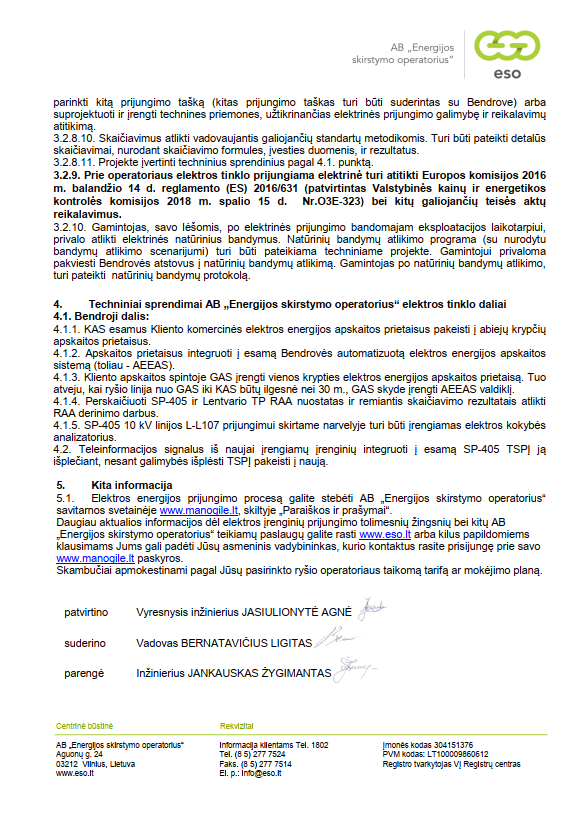 AB „Energijos
skirstymo operatorius“
eso
parinkti kitą prijungimo tašką (kitas prijungimo taškas turi būti suderintas su Bendrove) arba
suprojektuoti ir įrengti technines priemones, užtikrinančias elektrinės prijungimo galimybę ir reikalavimų
atitikimą.
3.2.8.10. Skaičiavimus atlikti vadovaujantis galiojančių standartų metodikomis. Turi būti pateikti detalūs
skaičiavimai, nurodant skaičiavimo formules, įvesties duomenis, ir rezultatus.
3.2.8.11. Projekte įvertinti techninius sprendinius pagal 4.1. punktą.
3.2.9. Prie operatoriaus elektros tinklo prijungiama elektrinė turi atitikti Europos komisijos 2016
m. balandžio 14 d. reglamento (ES) 2016/631 (patvirtintas Valstybinės kainų ir energetikos
kontrolės komisijos 2018 m. spalio 15 d. Nr.O3E-323) bei kitų galiojančių teisės aktų
reikalavimus.
3.2.10. Gamintojas, savo lėšomis, po elektrinės prijungimo bandomajam eksploatacijos laikotarpiui,
privalo atlikti elektrinės natūrinius bandymus. Natūrinių bandymų atlikimo programa (su nurodytu
bandymų atlikimo scenarijumi) turi būti pateikiama techniniame projekte. Gamintojui privaloma
pakviesti Bendrovės atstovus į natūrinių bandymų atlikimą. Gamintojas po natūrinių bandymų atlikimo,
turi pateikti natūrinių bandymų protokolą.
4. Techniniai sprendimai AB „Energijos skirstymo operatorius“ elektros tinklo daliai
4.1. Bendroji dalis:
4.1.1. KAS esamus Kliento komercinės elektros energijos apskaitos prietaisus pakeisti į abiejų krypčių
apskaitos prietaisus.
4.1.2. Apskaitos prietaisus integruoti į esamą Bendrovės automatizuotą elektros energijos apskaitos
sistemą (toliau - AEEAS).
4.1.3. Kliento apskaitos spintoje GAS įrengti vienos krypties elektros energijos apskaitos prietaisą. Tuo
atveju, kai ryšio linija nuo GAS iki KAS būtų ilgesnė nei 30 m., GAS skyde įrengti AEEAS valdiklį.
4.1.4. Perskaičiuoti SP-405 ir Lentvario TP RAA nuostatas ir remiantis skaičiavimo rezultatais atlikti
RAA derinimo darbus.
4.1.5. SP-405 10 kV linijos L-L107 prijungimui skirtame narvelyje turi būti įrengiamas elektros kokybės
analizatorius.
4.2. Teleinformacijos signalus iš naujai įrengiamų įrenginių integruoti į esamą SP-405 TSPĮ ją
išplečiant, nesant galimybės išplėsti TSPĮ pakeisti į naują.
5. Kita informacija
5.1. Elektros energijos prijungimo procesą galite stebėti AB „Energijos skirstymo operatorius“
savitarnos svetainėje www.manogile.lt, skiltyje „Paraiškos ir prašymai“.
Daugiau aktualios informacijos dėl elektros įrenginių prijungimo tolimesnių žingsnių bei kitų AB
„Energijos skirstymo operatorius“ teikiamų paslaugų galite rasti www.eso.lt arba kilus papildomiems
klausimams Jums gali padėti Jūsų asmeninis vadybininkas, kurio kontaktus rasite prisijungę prie savo
www.manogile.lt paskyros.
Skambučiai apmokestinami pagal Jūsų pasirinkto ryšio operatoriaus taikomą tarifą ar mokėjimo planą.
patvirtino Vyresnysis inžinierius JASIULIONYTĖ AGNĖ
suderino Vadovas BERNATAVIČIUS LIGITAS
parengė Inžinierius JANKAUSKAS ŽYGIMANTAS
Centrinė būstinė Rekvizitai
AB „Energijos skirstymo operatorius“ Informacija klientams Tel. 1802 Įmonės kodas 304151376
Aguonų g. 24 Tel. (8 5) 277 7524 PVM kodas: LT100009860612
03212 Vilnius, Lietuva Faks. (8 5) 277 7514 Registro tvarkytojas VĮ Registrų centras
www.eso.lt El. p.: info@eso.lt